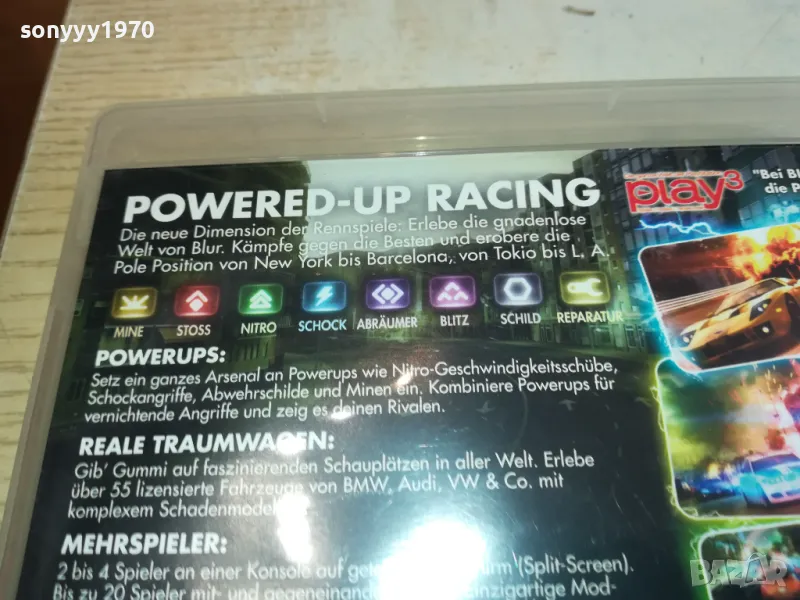 sonyyy1970
POWERED-UP RACING
Die neue Dimension der Rennspiele: Erlebe die gnadenlose
Welt von Blur. Kämpfe gegen die Besten und erobere die
Pole Position von New York bis Barcelona, von Tokio bis L. A.
play3
"Bei Bl
die P
MINE STOSS NITRO SCHOCK ABRÄUMER BLITZ SCHILD REPARATUR
POWERUPS:
Setz ein ganzes Arsenal an Powerups wie Nitro-Geschwindigkeitsschübe,
Schockangriffe, Abwehrschilde und Minen ein. Kombiniere Powerups für
vernichtende Angriffe und zeig es deinen Rivalen.
REALE TRAUMWAGEN:
Gib' Gummi auf faszinierenden Schauplätzen in aller Welt. Erlebe
über 55 lizensierte Fahrzeuge von BMW, Audi, VW & Co. mit
komplexem Schadenmodel
MEHRSPIELER:
2 bis 4 Spieler an einer Konsole auf (Split-Screen).
Bis zu 20 Spieler mit- und gegeneinander einzigartige Mod-
BAZAR